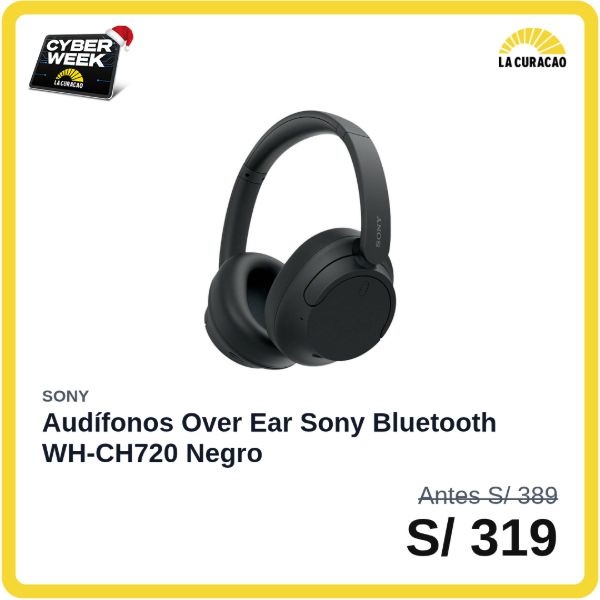 CYBER
WEEK
LA CURACAO
LA CURACAO
SONY
SONY
Audífonos Over Ear Sony Bluetooth
WH-CH720 Negro
Antes S/ 389
S/ 319